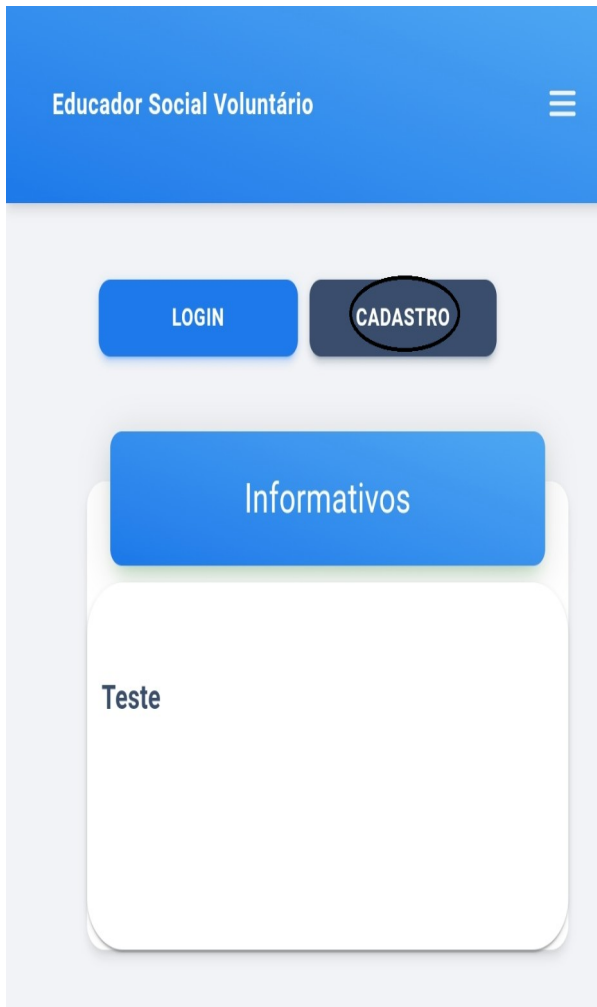 Educador Social Voluntário
LOGIN
CADASTRO
Informativos
Teste